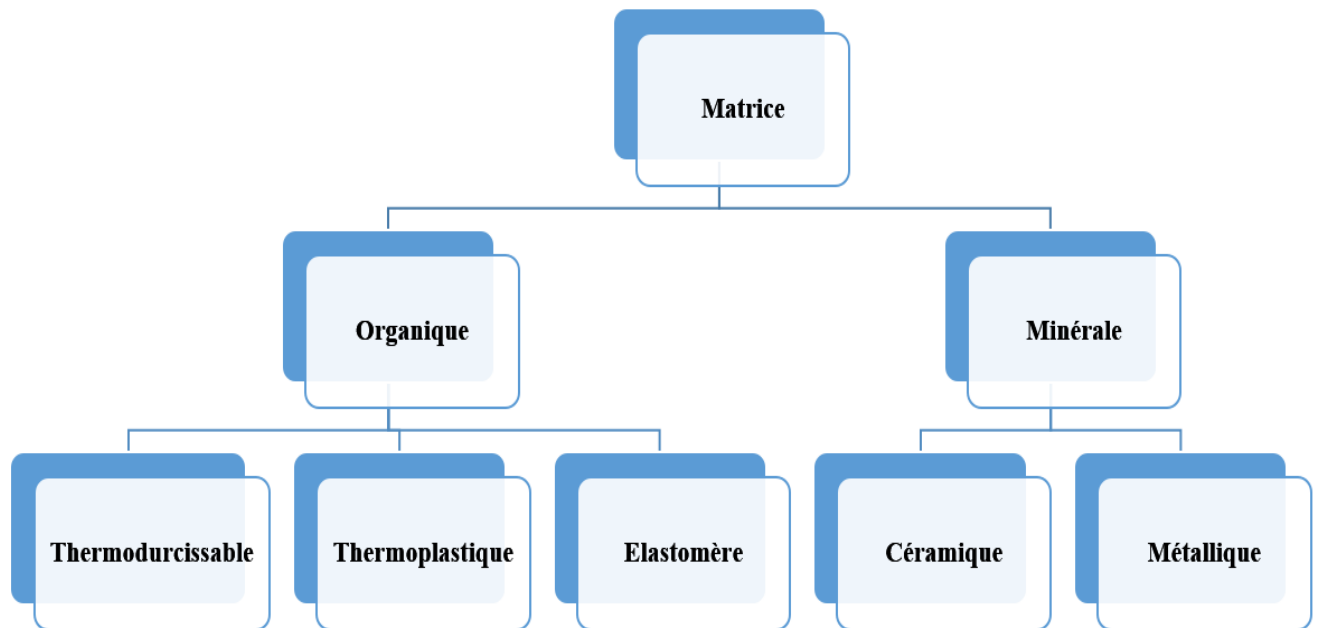 Matrice
Organique
Minérale
Thermodurcissable
Thermoplastique
Elastomère
Céramique
Métallique